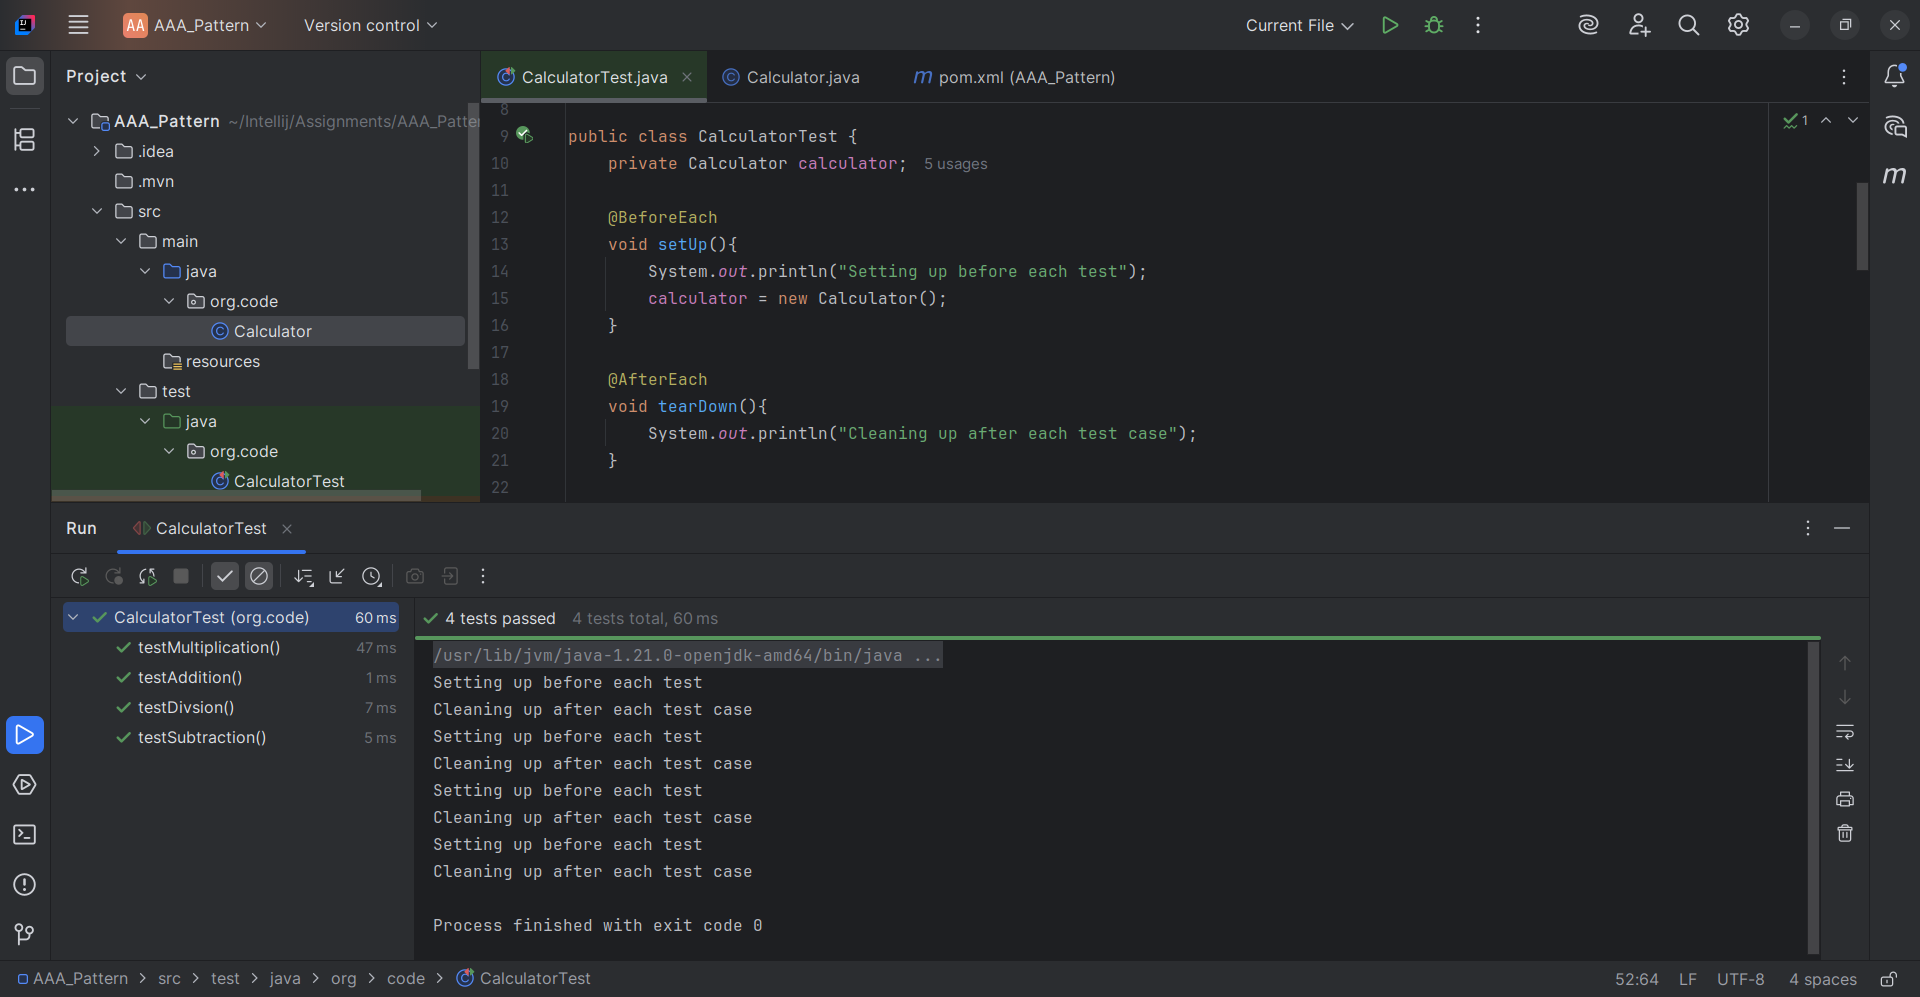 AA AAA_Pattern Version control Current File
Project
AAA_Pattern ~/Intellij/Assignments/AAA_Patter
.idea
.mvn
src
main
java
org.code
Calculator
resources
test
java
org.code
CalculatorTest
CalculatorTest.java Calculator.java pom.xml (AAA_Pattern)
8
9 public class CalculatorTest {
10 private Calculator calculator; 5 usages
11
12 @BeforeEach
13 void setUp(){
14 System.out.println("Setting up before each test");
15 calculator = new Calculator();
16 }
17
18 @AfterEach
19 void tearDown(){
20 System.out.println("Cleaning up after each test case");
21 }
22
1
Run CalculatorTest
CalculatorTest (org.code) 60 ms
testMultiplication() 47 ms
testAddition() 1 ms
testDivsion() 7 ms
testSubtraction() 5 ms
4 tests passed 4 tests total, 60 ms
/usr/lib/jvm/java-1.21.0-openjdk-amd64/bin/java ...
Setting up before each test
Cleaning up after each test case
Setting up before each test
Cleaning up after each test case
Setting up before each test
Cleaning up after each test case
Setting up before each test
Cleaning up after each test case
Process finished with exit code 0
AAA_Pattern > src > test > java > org > code > CalculatorTest 52:64 LF UTF-8 4 spaces